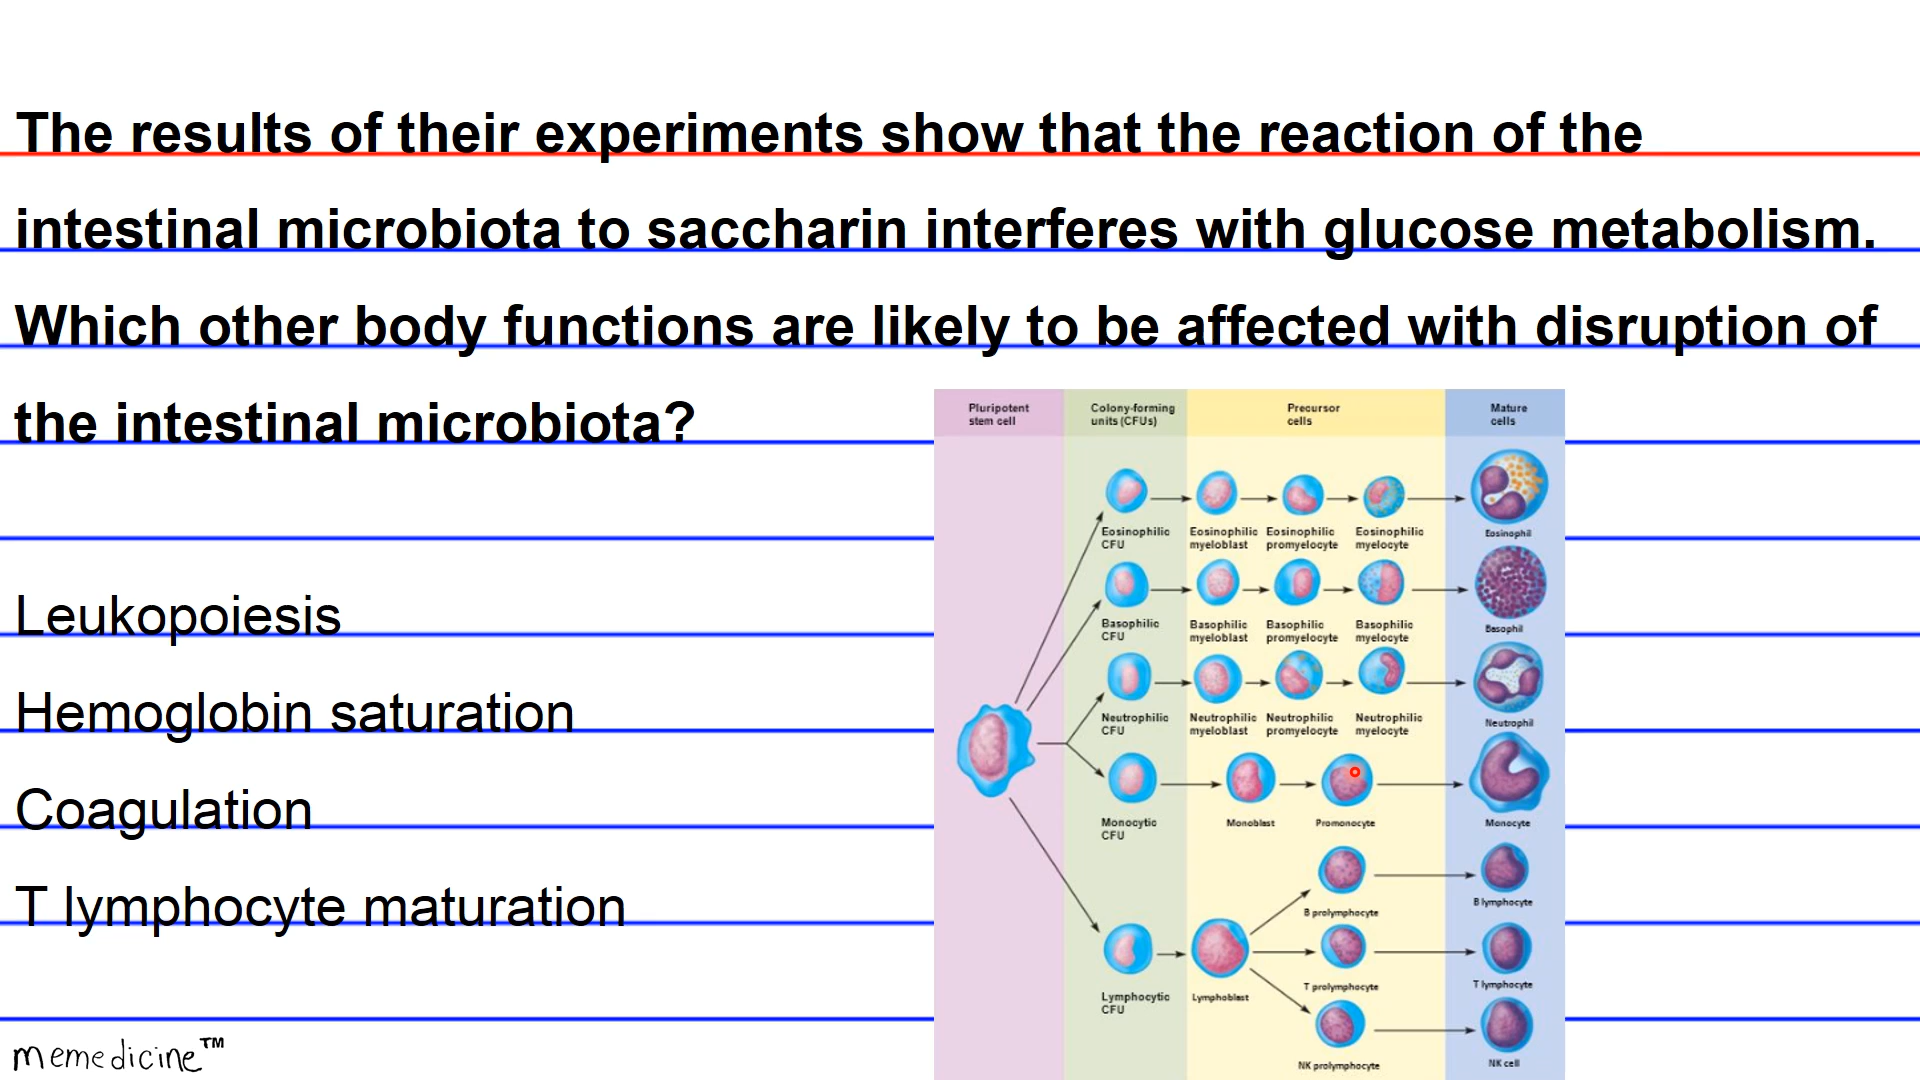 The results of their experiments show that the reaction of the
intestinal microbiota to saccharin interferes with glucose metabolism.
Which other body functions are likely to be affected with disruption of
the intestinal microbiota?
Leukopoiesis
Hemoglobin saturation
Coagulation
T lymphocyte maturation
memedicine™
Pluripotent
stem cell
Colony-forming
units (CFUs)
Precursor
cells
Mature
cells
Eosinophilic
CFU
Eosinophilic
myeloblast
Eosinophilic
promyelocyte
Eosinophilic
myelocyte
Eosinophil
Basophilic
CFU
Basophilic
myeloblast
Basophilic
promyelocyte
Basophilic
myelocyte
Basophil
Neutrophilic
CFU
Neutrophilic
myeloblast
Neutrophilic
promyelocyte
Neutrophilic
myelocyte
Neutrophil
Monocytic
CFU
Monoblast
Promonocyte
Monocyte
B prolymphocyte
B lymphocyte
Lymphocytic
CFU
Lymphoblast
T prolymphocyte
T lymphocyte
NK prolymphocyte
NK cell